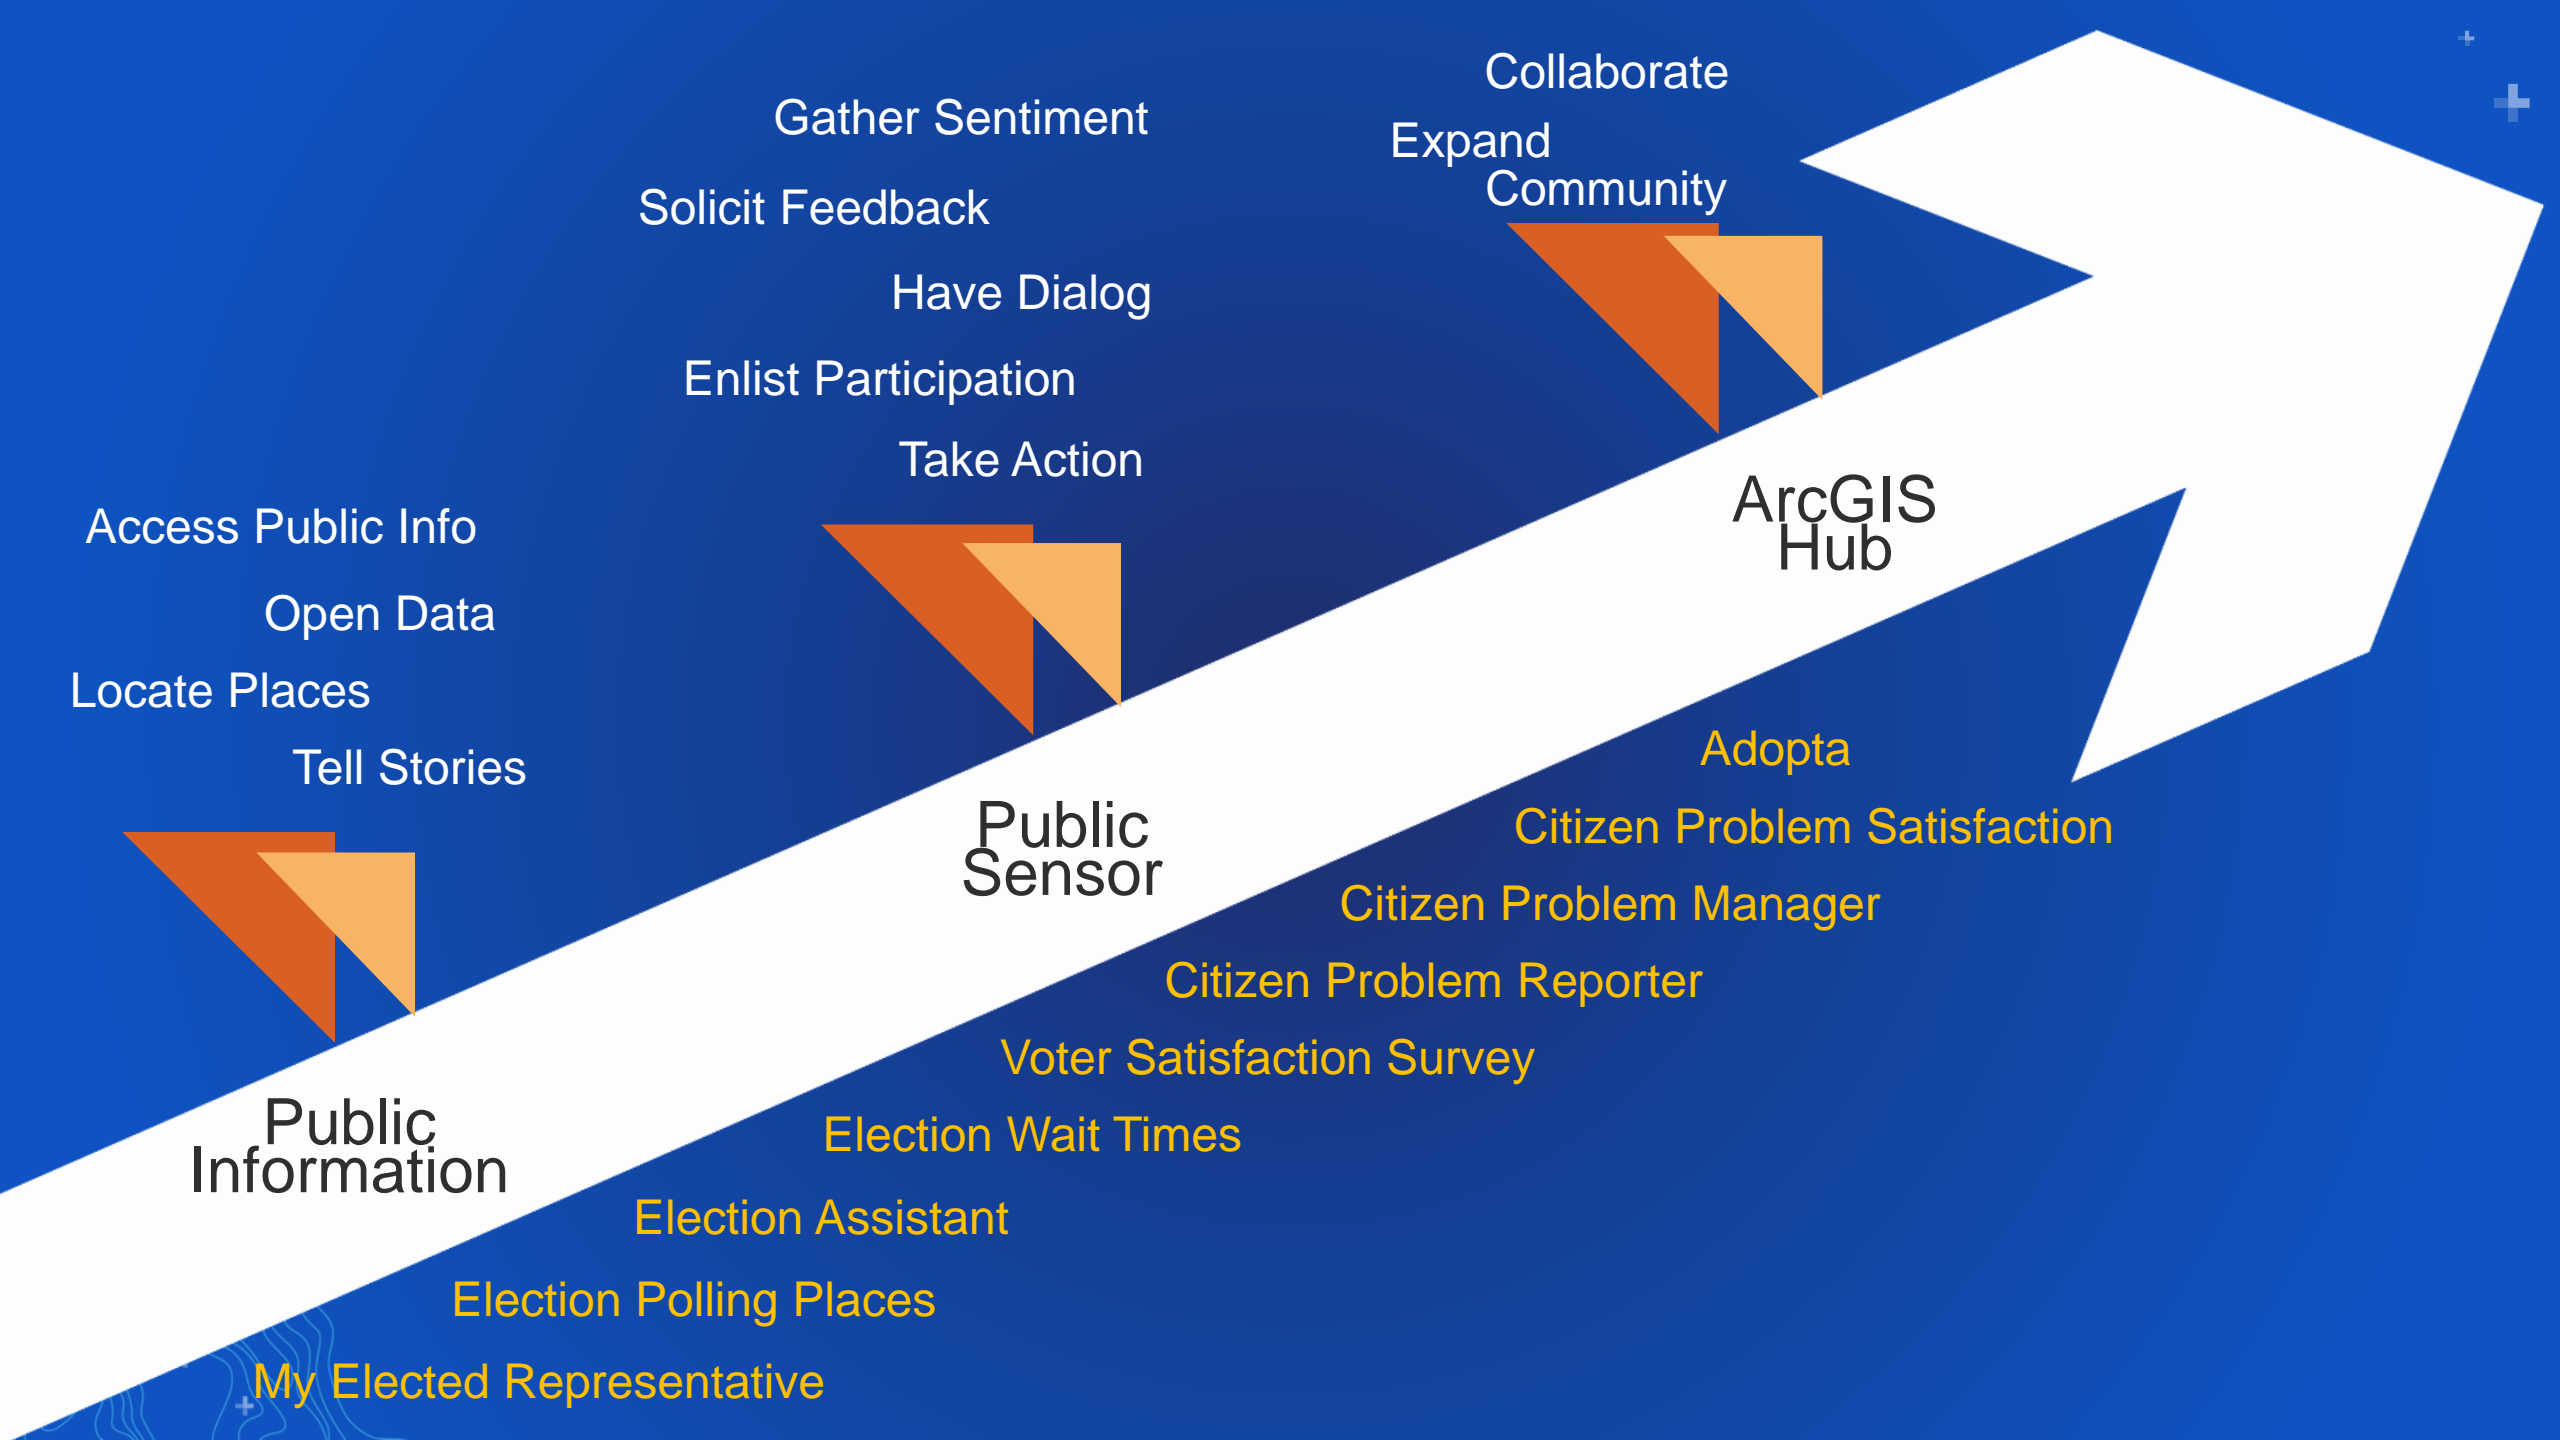 Collaborate
Expand
Community
Gather Sentiment
Solicit Feedback
Have Dialog
Enlist Participation
Take Action
Access Public Info
Open Data
Locate Places
Tell Stories
ArcGIS
Hub
Public
Sensor
Public
Information
Adopta
Citizen Problem Satisfaction
Citizen Problem Manager
Citizen Problem Reporter
Voter Satisfaction Survey
Election Wait Times
Election Assistant
Election Polling Places
My Elected Representative